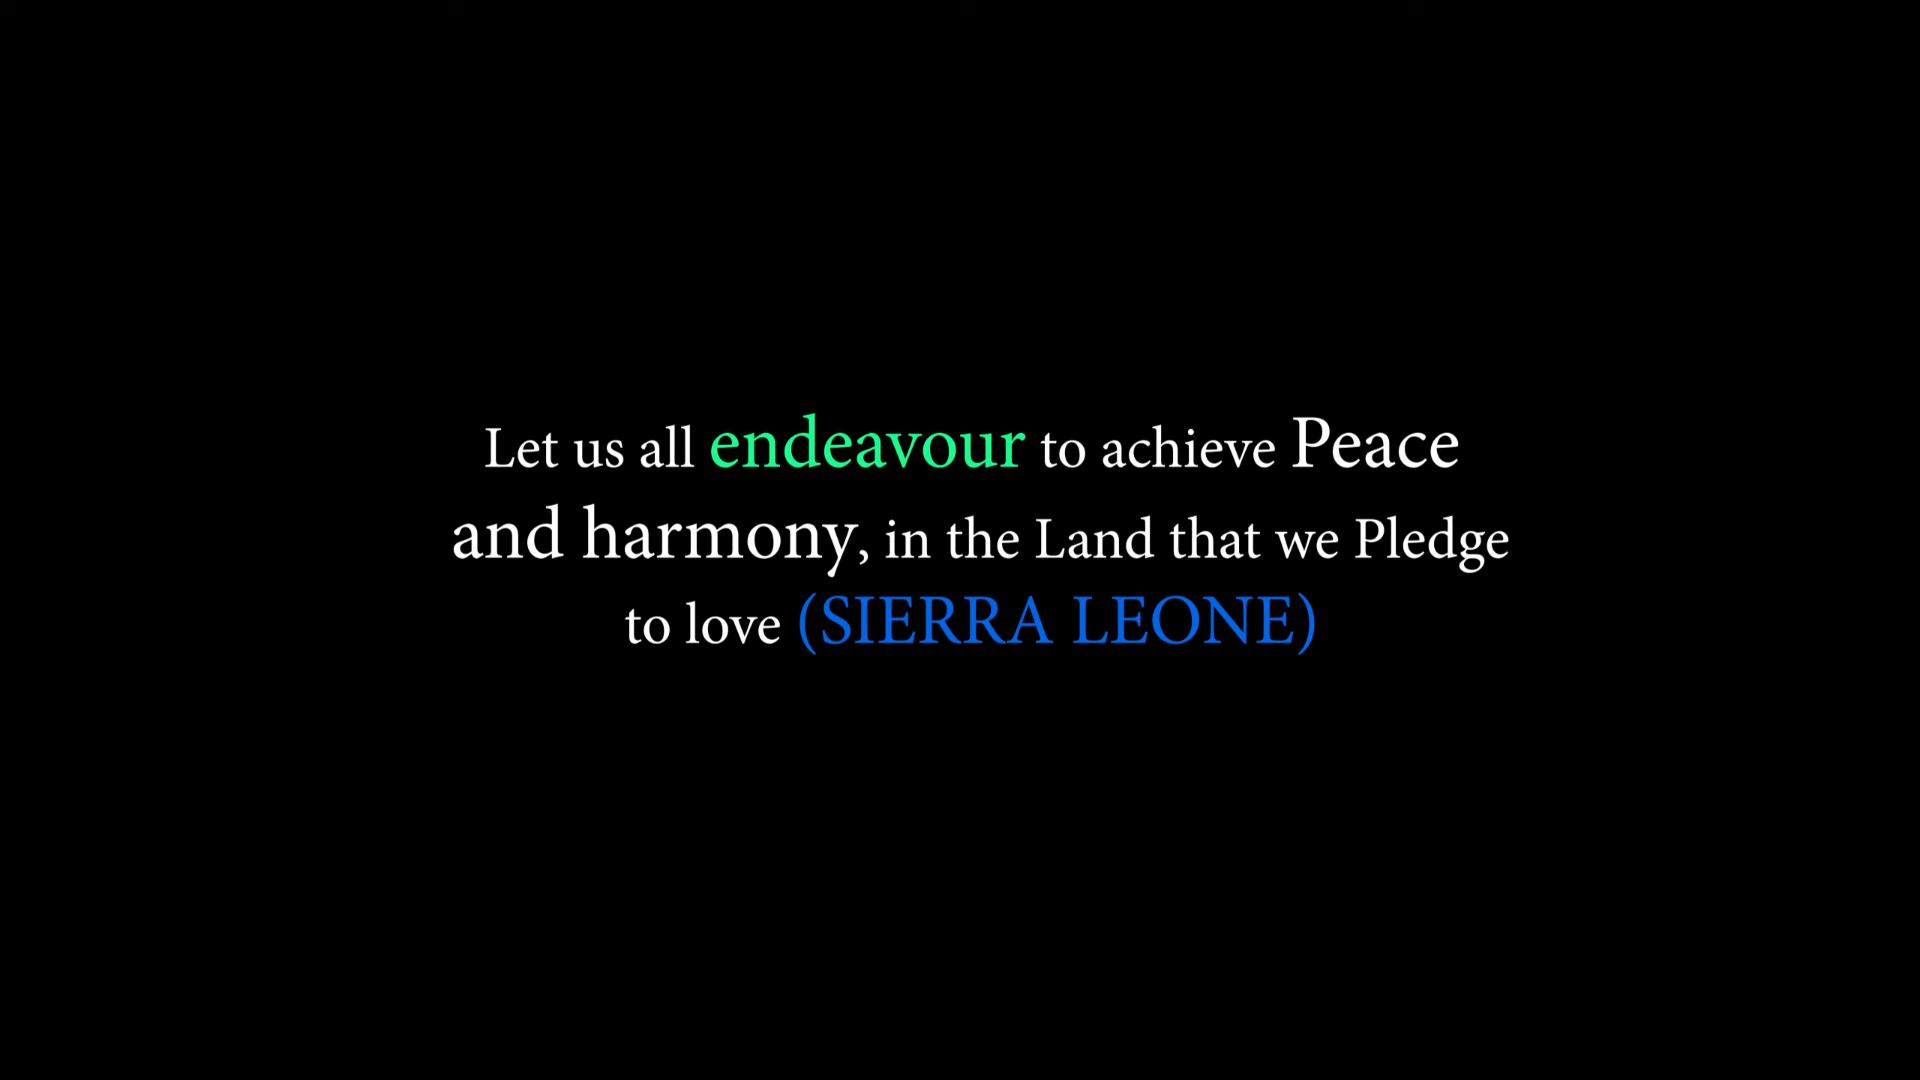 Let us all endeavour to achieve Peace
and harmony, in the Land that we Pledge
to love (SIERRA LEONE)